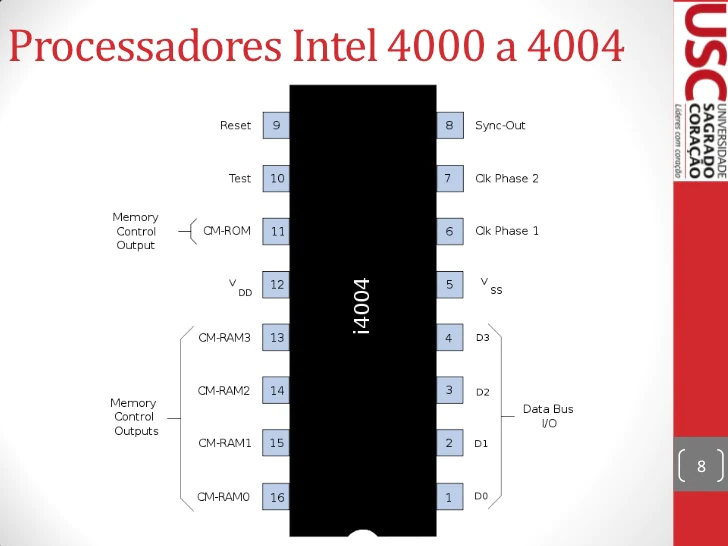 Processadores Intel 4000 a 4004
USC
UNIVERSIDADE
SAGRADO
CORAÇÃO
Líderes com coração
Reset 9
8 Sync-Out
Test 10
7 Clk Phase 2
Memory
Control
Output
CM-ROM 11
6 Clk Phase 1
VDD 12
5 VSS
i4004
CM-RAM3 13
4 D3
CM-RAM2 14
3 D2
Memory
Control
Outputs
Data Bus
I/O
CM-RAM1 15
2 D1
CM-RAM0 16
1 D0
8